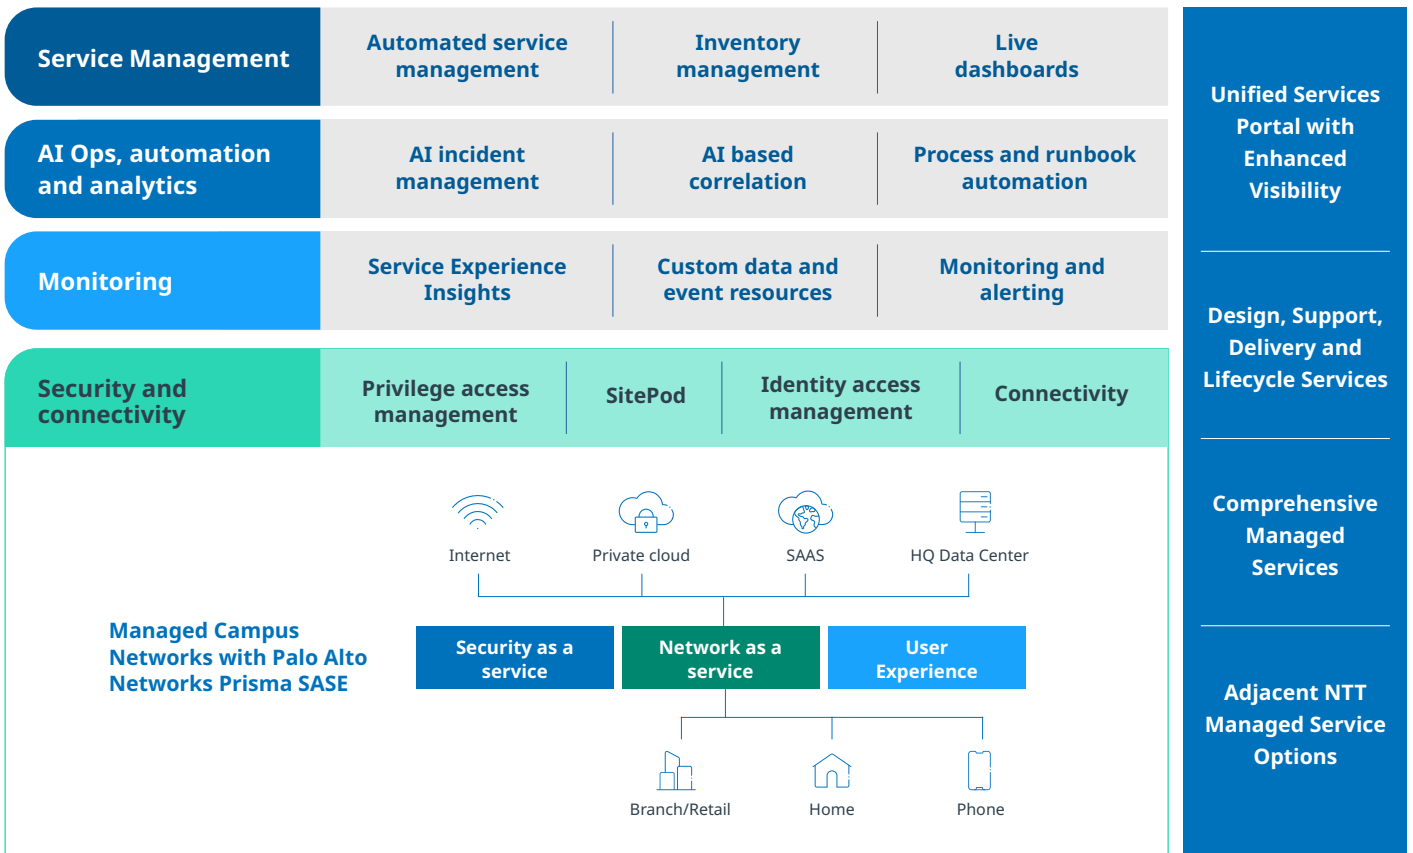 Service Management
Automated service
management
Inventory
management
Live
dashboards
AI Ops, automation
and analytics
AI incident
management
AI based
correlation
Process and runbook
automation
Monitoring
Service Experience
Insights
Custom data and
event resources
Monitoring and
alerting
Security and
connectivity
Privilege access
management
SitePod
Identity access
management
Connectivity
Internet
Private cloud
SAAS
HQ Data Center
Managed Campus
Networks with Palo Alto
Networks Prisma SASE
Security as a
service
Network as a
service
User
Experience
Branch/Retail
Home
Phone
Unified Services
Portal with
Enhanced
Visibility
Design, Support,
Delivery and
Lifecycle Services
Comprehensive
Managed
Services
Adjacent NTT
Managed Service
Options